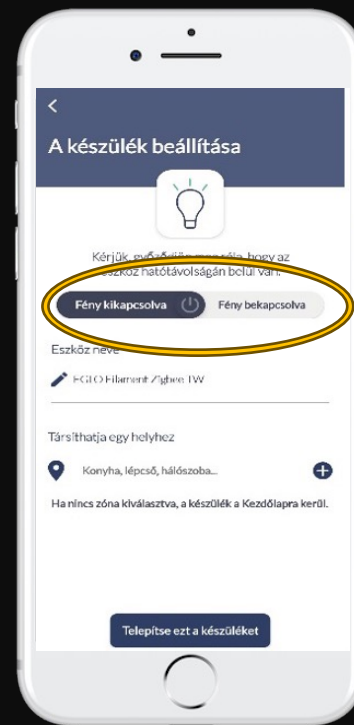 A készülék beállítása
Kérjük, győződjön meg róla, hogy az
eszköz hatótávolságán belül van.
Fény kikapcsolva Fény bekapcsolva
Eszköz neve
EGLO Filament Zigbee TW
Társíthatja egy helyhez
Konyha, lépcső, hálószoba...
Ha nincs zóna kiválasztva, a készülék a Kezdőlapra kerül.
Telepítse ezt a készüléket